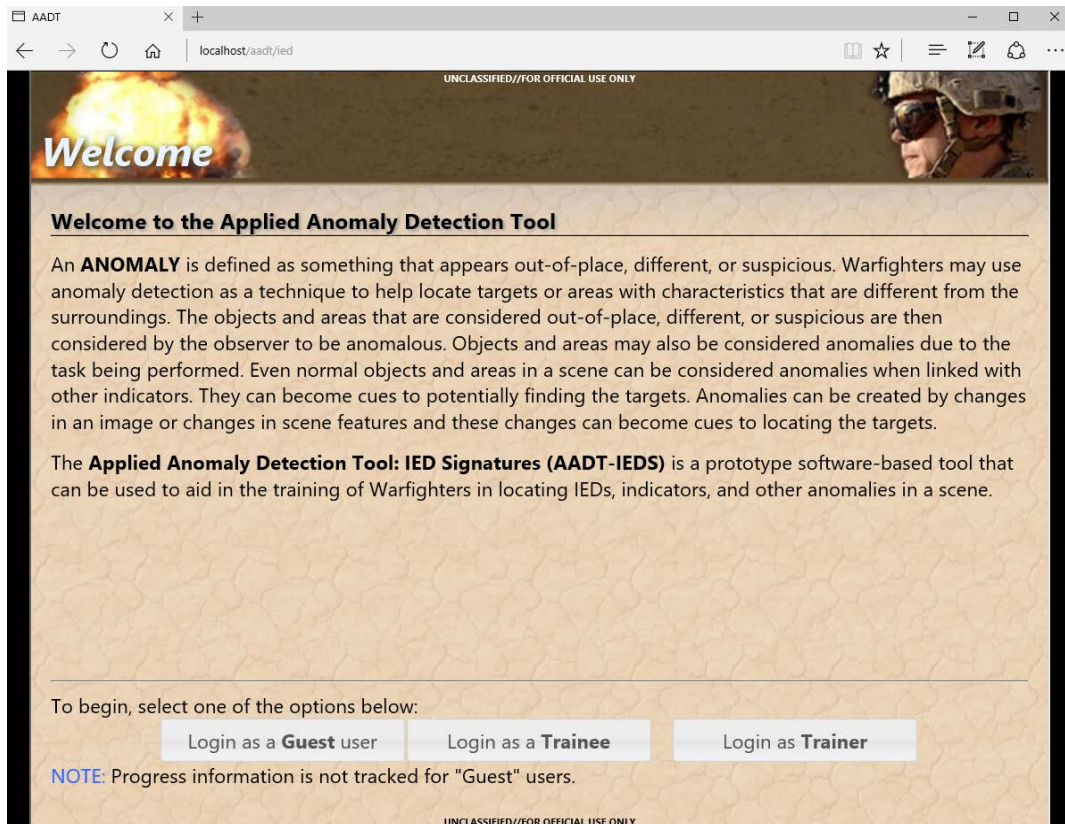 AADT
localhost/aadt/ied
UNCLASSIFIED//FOR OFFICIAL USE ONLY
Welcome
Welcome to the Applied Anomaly Detection Tool
An ANOMALY is defined as something that appears out-of-place, different, or suspicious. Warfighters may use
anomaly detection as a technique to help locate targets or areas with characteristics that are different from the
surroundings. The objects and areas that are considered out-of-place, different, or suspicious are then
considered by the observer to be anomalous. Objects and areas may also be considered anomalies due to the
task being performed. Even normal objects and areas in a scene can be considered anomalies when linked with
other indicators. They can become cues to potentially finding the targets. Anomalies can be created by changes
in an image or changes in scene features and these changes can become cues to locating the targets.
The Applied Anomaly Detection Tool: IED Signatures (AADT-IEDS) is a prototype software-based tool that
can be used to aid in the training of Warfighters in locating IEDs, indicators, and other anomalies in a scene.
To begin, select one of the options below:
Login as a Guest user Login as a Trainee Login as Trainer
NOTE: Progress information is not tracked for "Guest" users.
UNCLASSIFIED//FOR OFFICIAL USE ONLY